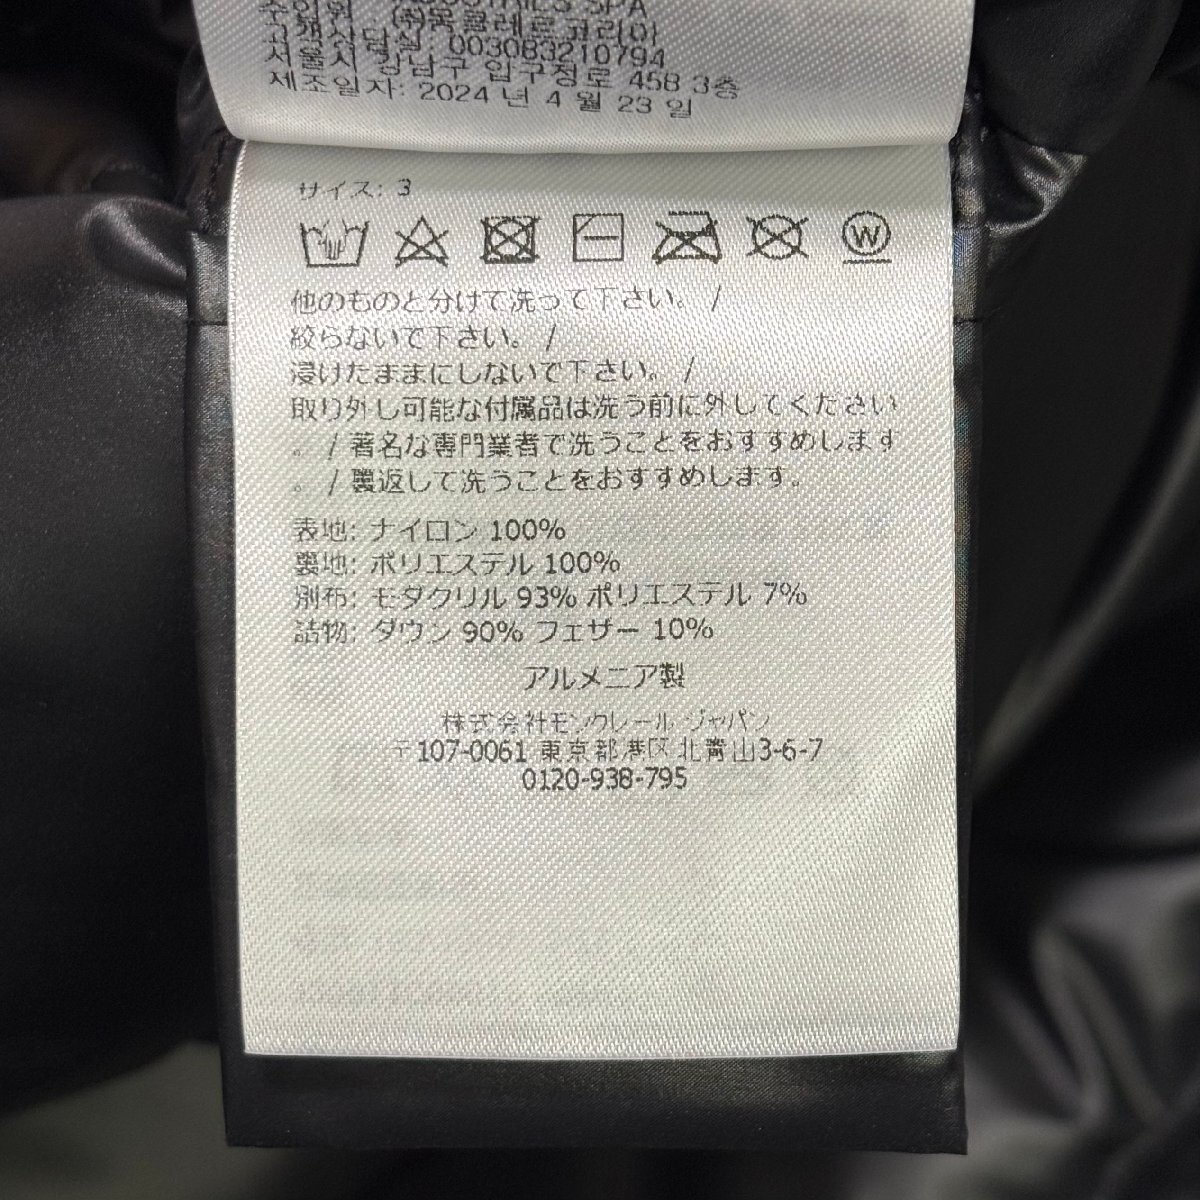 수입원 : (주)몽클레르코리아
고객상담실: 003083210794
서울시 강남구 압구정로 458 3층
제조일자: 2024 년 4 월 23 일
サイズ: 3
W
他のものと分けて洗って下さい。 /
絞らないで下さい。 /
浸けたままにしないで下さい。 /
取り外し可能な付属品は洗う前に外してください
。 / 著名な専門業者で洗うことをおすすめします
。 / 裏返して洗うことをおすすめします。
表地: ナイロン 100%
裏地: ポリエステル 100%
別布: モダクリル 93% ポリエステル 7%
詰物: ダウン 90% フェザー 10%
アルメニア製
株式会社モンクレール ジャパン
〒107-0061 東京都港区北青山3-6-7
0120-938-795